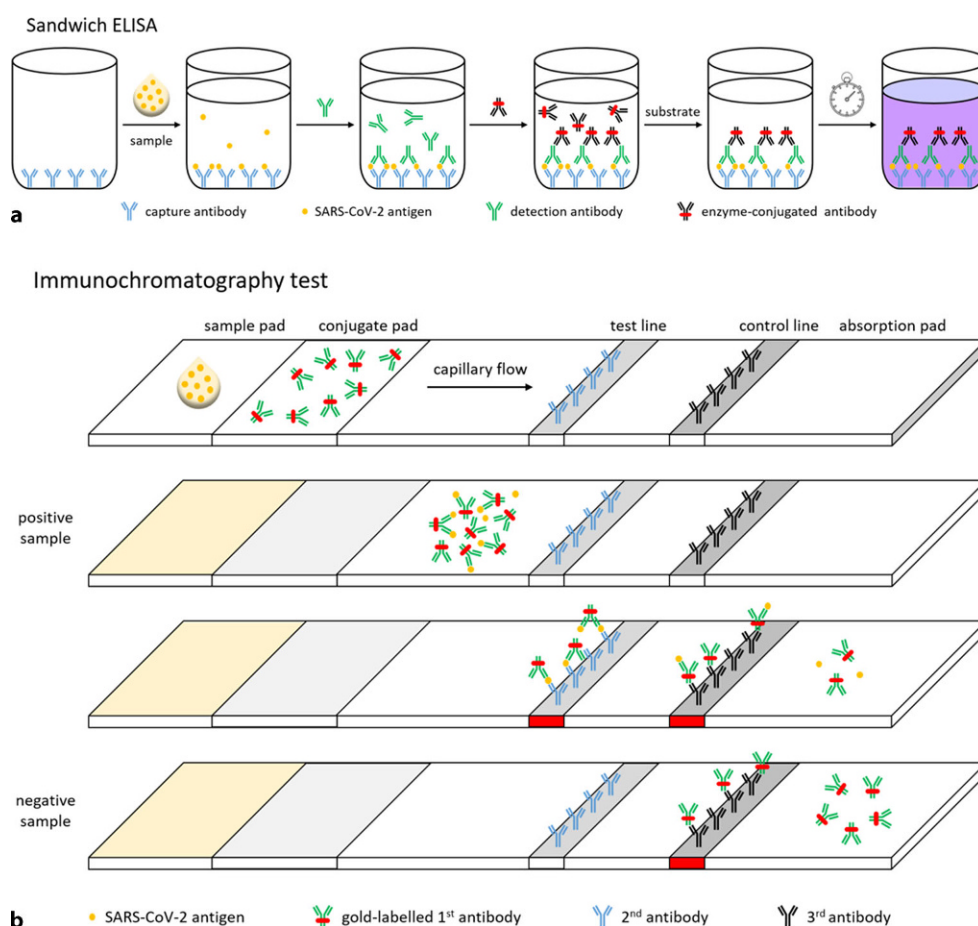 Sandwich ELISA
sample
substrate
a
capture antibody
SARS-CoV-2 antigen
detection antibody
enzyme-conjugated antibody
Immunochromatography test
sample pad
conjugate pad
test line
control line
absorption pad
capillary flow
positive
sample
negative
sample
b
SARS-CoV-2 antigen
gold-labelled 1st antibody
2nd antibody
3rd antibody